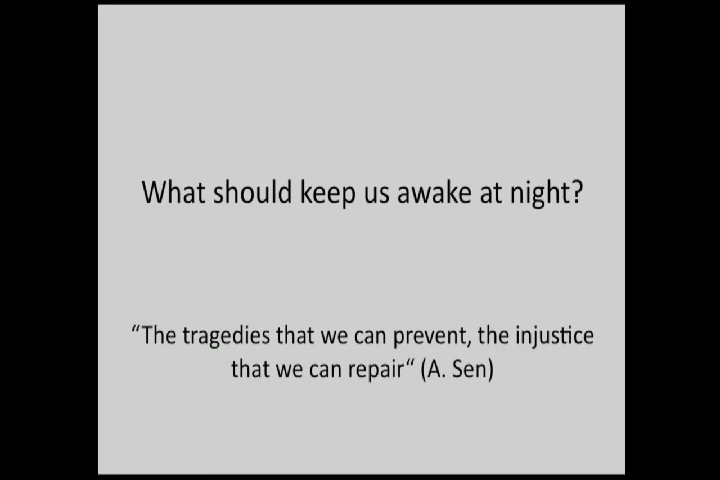 What should keep us awake at night?
“The tragedies that we can prevent, the injustice
that we can repair“ (A. Sen)